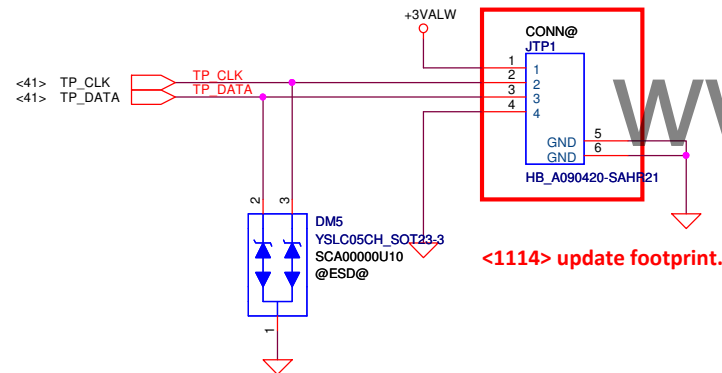 +3VALW
CONN@
JTP1
1 1
<41> TP_CLK TP_CLK 2 2
<41> TP_DATA TP_DATA 3 3
4 4
GND 5
GND 6
HB_A090420-SAHR21
2 3
DM5
YSLC05CH_SOT23-3
SCA00000U10
@ESD@
1
<1114> update footprint.